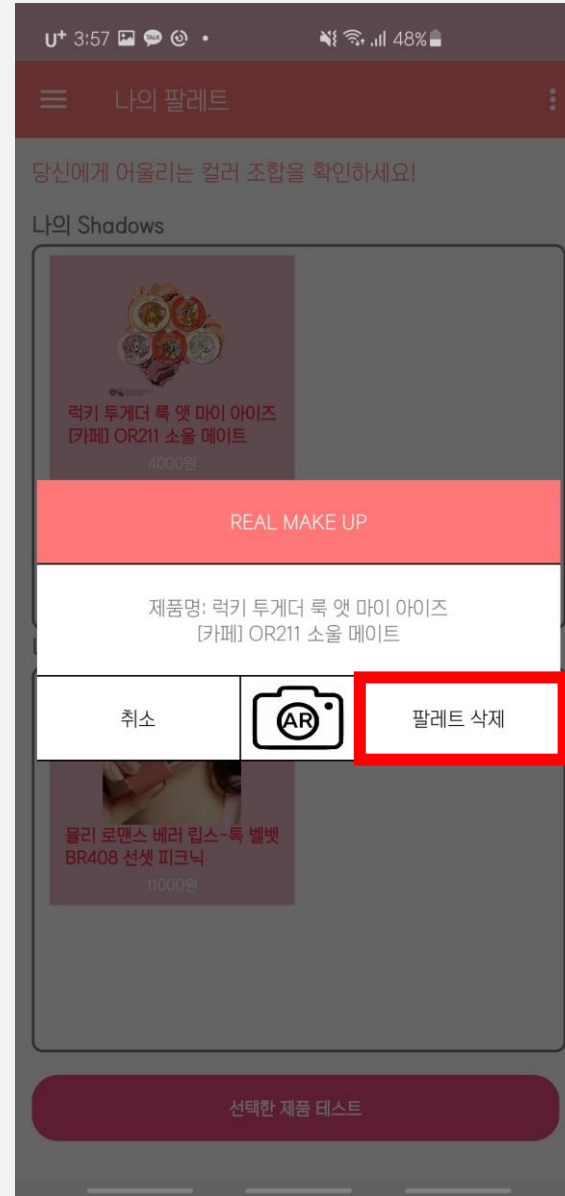 U+ 3:57 TALK 48%
나의 팔레트
당신에게 어울리는 컬러 조합을 확인하세요!
나의 Shadows
럭키 투게더 룩 앳 마이 아이즈
[카페] OR211 소울 메이트
4000원
REAL MAKE UP
제품명: 럭키 투게더 룩 앳 마이 아이즈
[카페] OR211 소울 메이트
취소
AR
팔레트 삭제
뮬리 로맨스 베러 립스-톡 벨벳
BR408 선셋 피크닉
11000원
선택한 제품 테스트